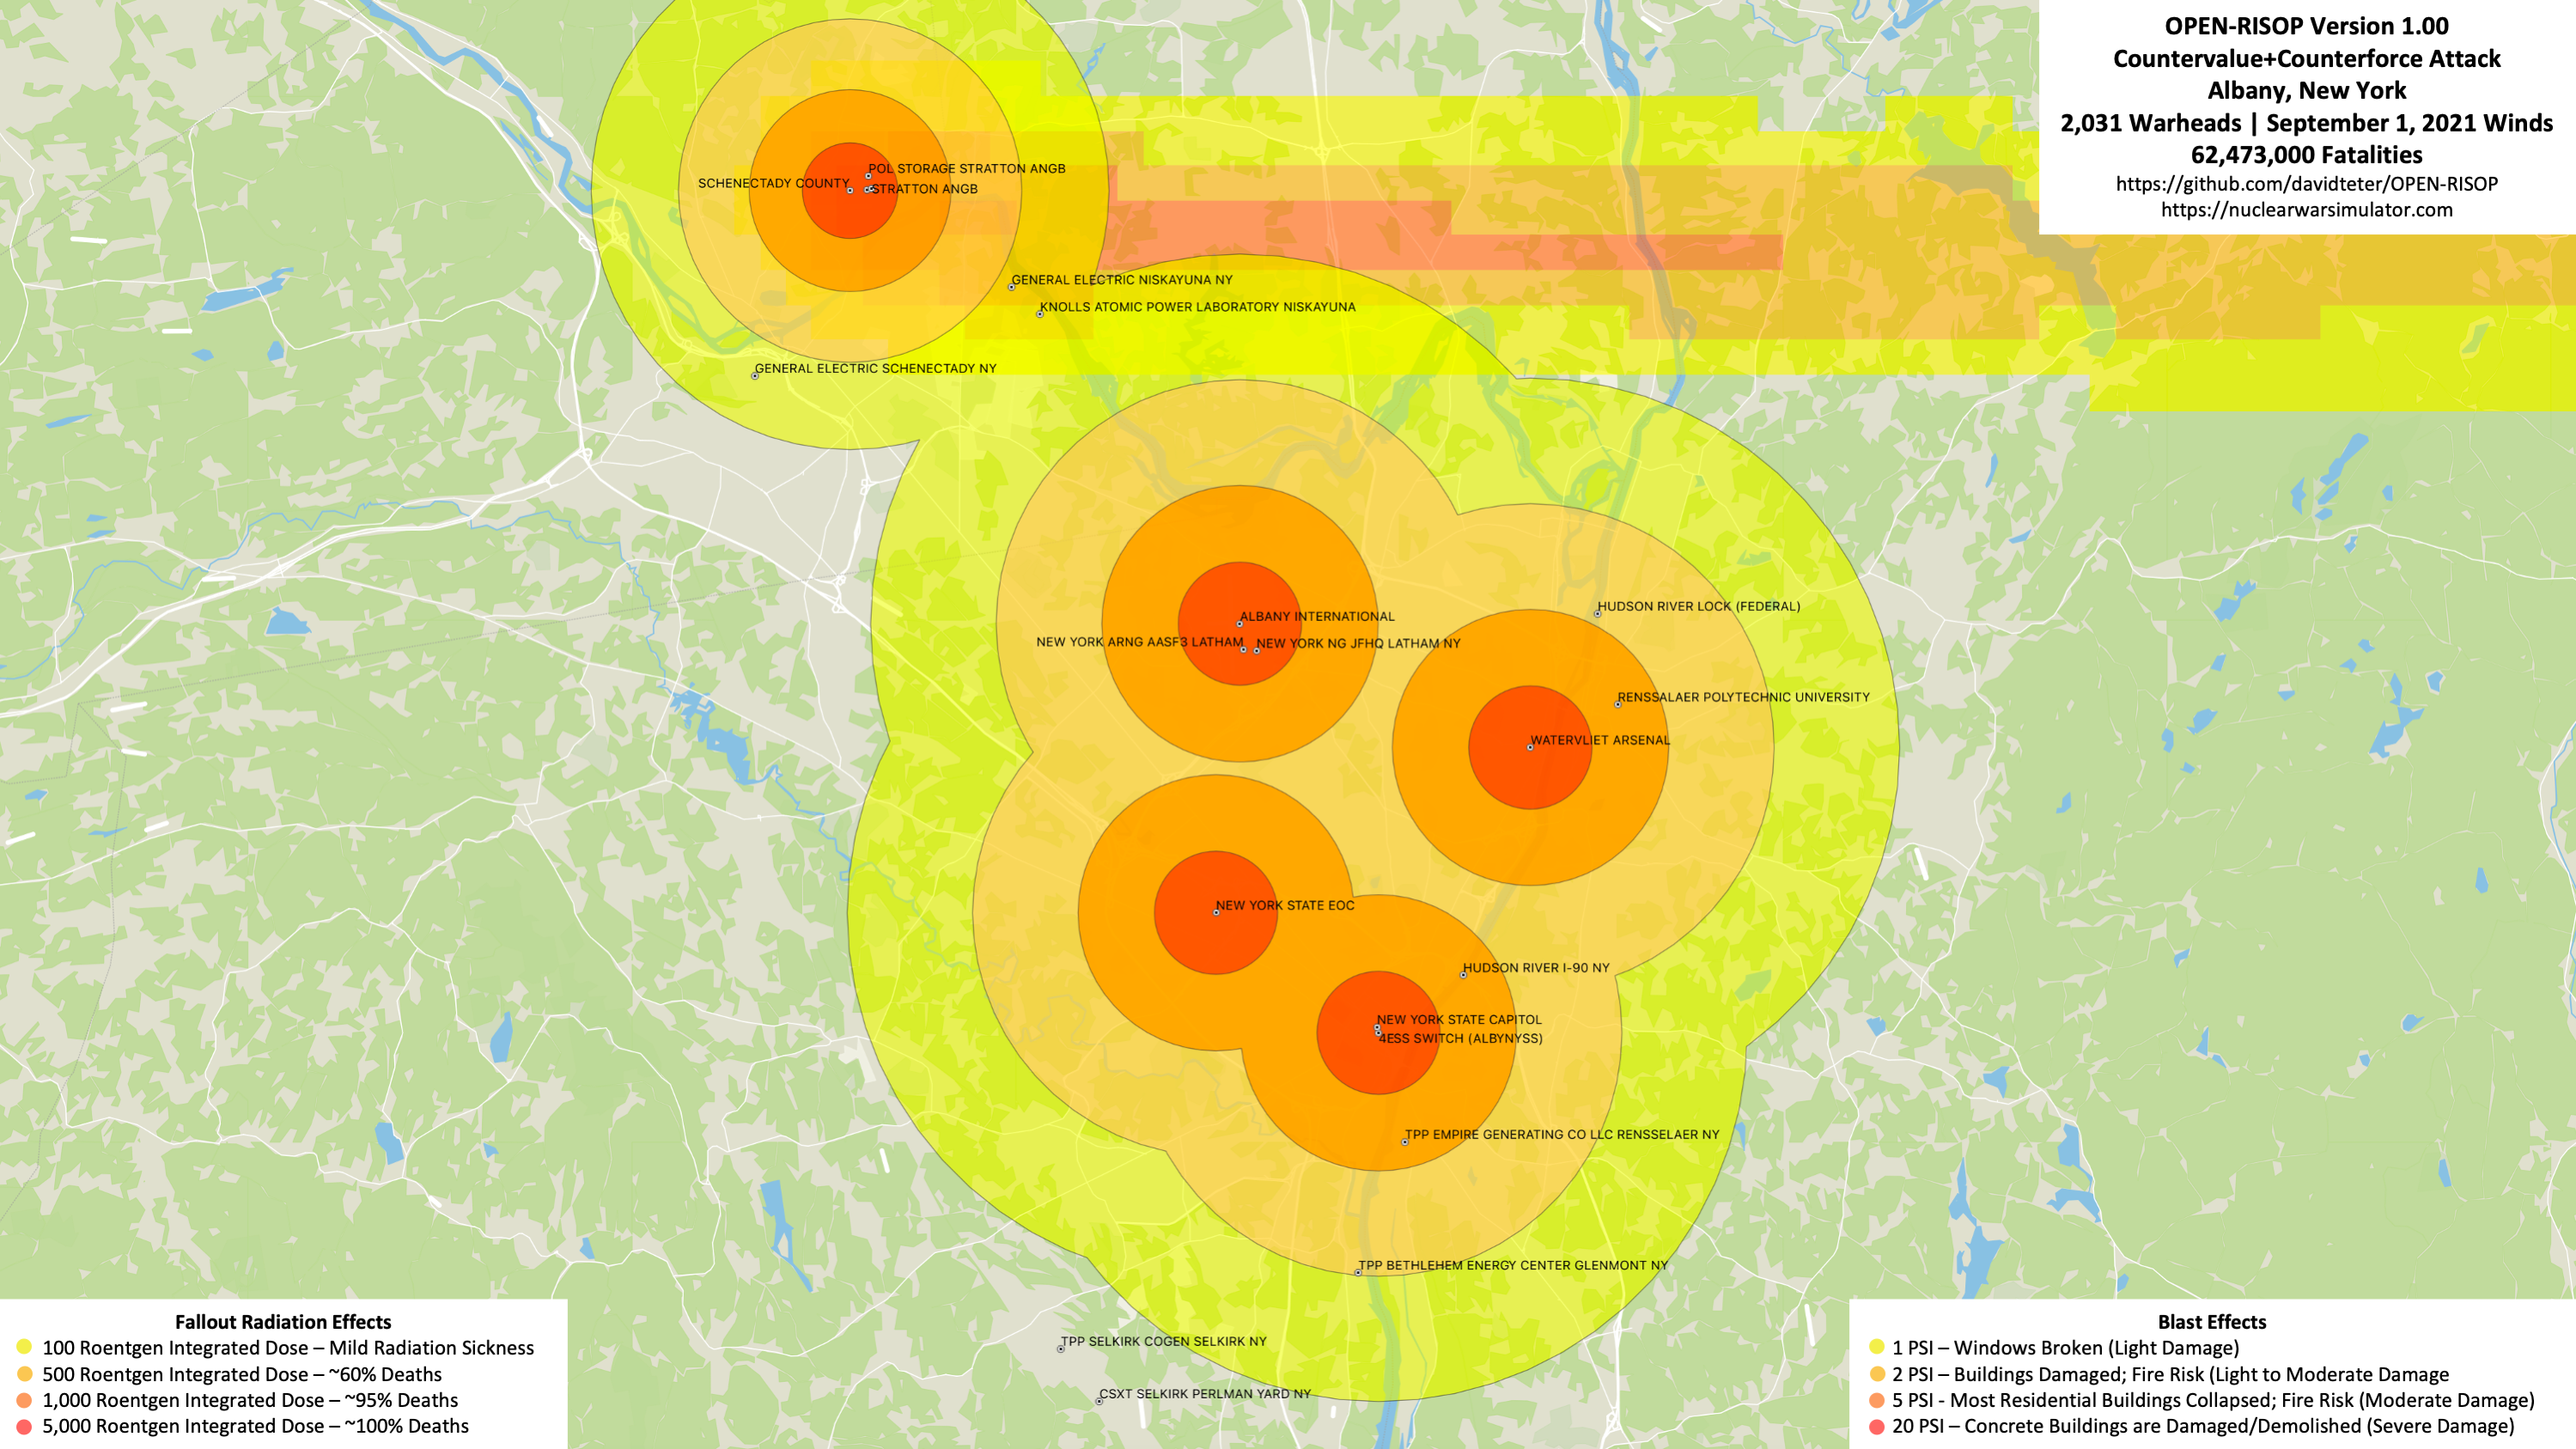 OPEN-RISOP Version 1.00
Countervalue+Counterforce Attack
Albany, New York
2,031 Warheads | September 1, 2021 Winds
62,473,000 Fatalities
https://github.com/davidteter/OPEN-RISOP
https://nuclearwarsimulator.com
POL STORAGE STRATTON ANGB
SCHENECTADY COUNTY
STRATTON ANGB
GENERAL ELECTRIC NISKAYUNA NY
KNOLLS ATOMIC POWER LABORATORY NISKAYUNA
GENERAL ELECTRIC SCHENECTADY NY
HUDSON RIVER LOCK (FEDERAL)
ALBANY INTERNATIONAL
NEW YORK ARNG AASF3 LATHAM
NEW YORK NG JFHQ LATHAM NY
RENSSALAER POLYTECHNIC UNIVERSITY
WATERVLIET ARSENAL
NEW YORK STATE EOC
HUDSON RIVER I-90 NY
NEW YORK STATE CAPITOL
4ESS SWITCH (ALBYNYSS)
TPP EMPIRE GENERATING CO LLC RENSSELAER NY
TPP BETHLEHEM ENERGY CENTER GLENMONT NY
TPP SELKIRK COGEN SELKIRK NY
CSXT SELKIRK PERLMAN YARD NY
Fallout Radiation Effects
100 Roentgen Integrated Dose – Mild Radiation Sickness
500 Roentgen Integrated Dose – ~60% Deaths
1,000 Roentgen Integrated Dose – ~95% Deaths
5,000 Roentgen Integrated Dose – ~100% Deaths
Blast Effects
1 PSI – Windows Broken (Light Damage)
2 PSI – Buildings Damaged; Fire Risk (Light to Moderate Damage
5 PSI - Most Residential Buildings Collapsed; Fire Risk (Moderate Damage)
20 PSI – Concrete Buildings are Damaged/Demolished (Severe Damage)